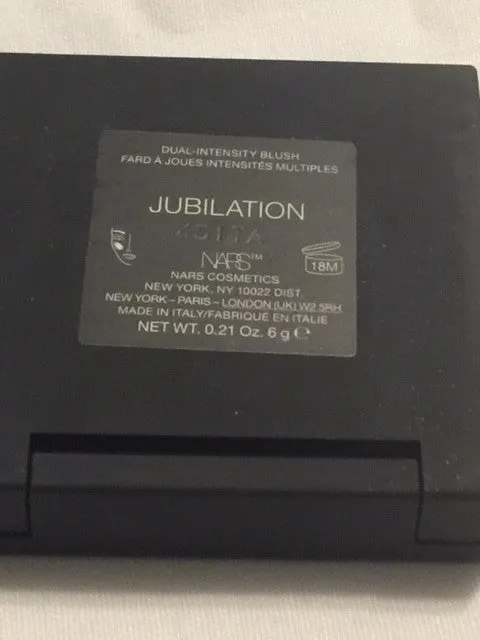 DUAL-INTENSITY BLUSH
FARD À JOUES INTENSITÉS MULTIPLES
JUBILATION
NARS™
18M
NARS COSMETICS
NEW YORK, NY 10022 DIST.
NEW YORK – PARIS – LONDON (UK) W2 5RH
MADE IN ITALY/FABRIQUÉ EN ITALIE
NET WT. 0.21 Oz. 6 g ℮